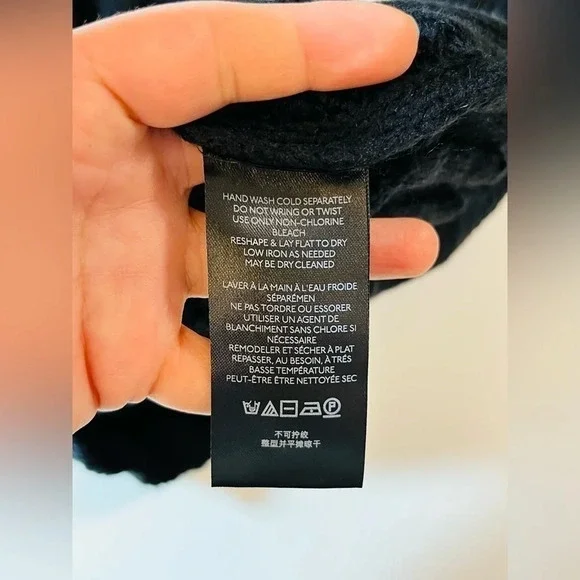 HAND WASH COLD SEPARATELY
DO NOT WRING OR TWIST
USE ONLY NON-CHLORINE
BLEACH
RESHAPE & LAY FLAT TO DRY
LOW IRON AS NEEDED
MAY BE DRY CLEANED
LAVER À LA MAIN À L'EAU FROIDE
SÉPARÉMEN
NE PAS TORDRE OU ESSORER
UTILISER UN AGENT DE
BLANCHIMENT SANS CHLORE SI
NÉCESSAIRE
REMODELER ET SÉCHER À PLAT
REPASSER, AU BESOIN, À TRÉS
BASSE TEMPÉRATURE
PEUT-ÊTRE ÊTRE NETTOYÉE SEC
P
不可拧绞
整型并平摊晾干